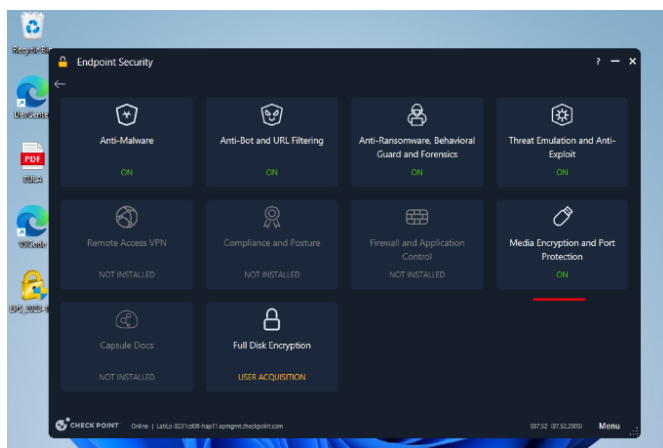 Recycle Bin
Endpoint Security
?
Anti-Malware
ON
Anti-Bot and URL Filtering
ON
Anti-Ransomware, Behavioral
Guard and Forensics
ON
Threat Emulation and Anti-
Exploit
ON
PDF
EULA
VSCode
Remote Access VPN
NOT INSTALLED
Compliance and Posture
NOT INSTALLED
Firewall and Application
Control
NOT INSTALLED
Media Encryption and Port
Protection
ON
Capsule Docs
NOT INSTALLED
Full Disk Encryption
USER ACQUISITION
CHECK POINT
Online |
Menu